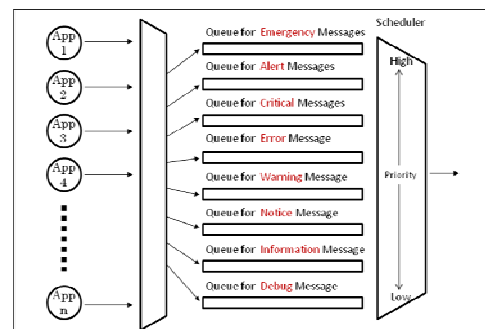 Scheduler
App
1
App
2
App
3
App
4
App
n
Queue for Emergency Messages
Queue for Alert Messages
Queue for Critical Messages
Queue for Error Message
Queue for Warning Message
Queue for Notice Message
Queue for Information Message
Queue for Debug Message
High
Priority
Low